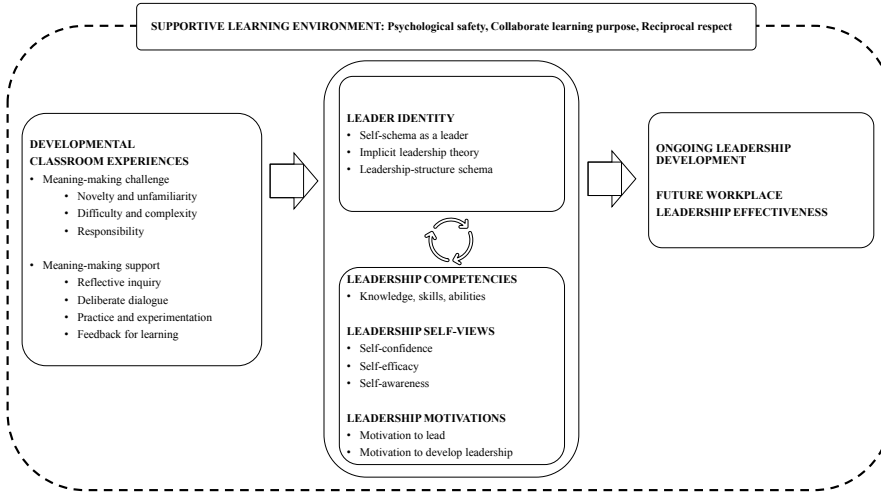 SUPPORTIVE LEARNING ENVIRONMENT: Psychological safety, Collaborate learning purpose, Reciprocal respect
DEVELOPMENTAL
CLASSROOM EXPERIENCES
• Meaning-making challenge
• Novelty and unfamiliarity
• Difficulty and complexity
• Responsibility
• Meaning-making support
• Reflective inquiry
• Deliberate dialogue
• Practice and experimentation
• Feedback for learning
LEADER IDENTITY
• Self-schema as a leader
• Implicit leadership theory
• Leadership-structure schema
LEADERSHIP COMPETENCIES
• Knowledge, skills, abilities
LEADERSHIP SELF-VIEWS
• Self-confidence
• Self-efficacy
• Self-awareness
LEADERSHIP MOTIVATIONS
• Motivation to lead
• Motivation to develop leadership
ONGOING LEADERSHIP
DEVELOPMENT
FUTURE WORKPLACE
LEADERSHIP EFFECTIVENESS